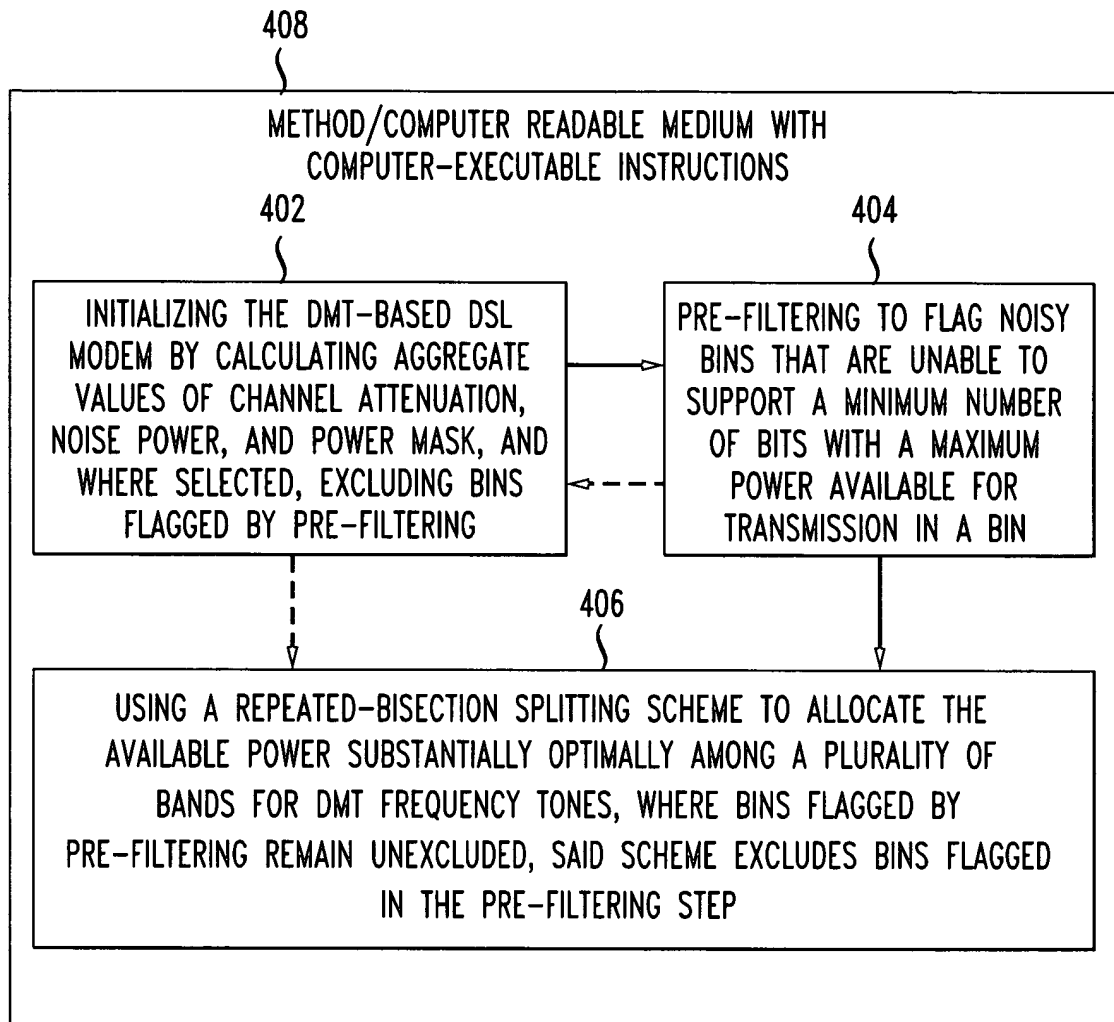 408
METHOD/COMPUTER READABLE MEDIUM WITH
COMPUTER-EXECUTABLE INSTRUCTIONS
402
INITIALIZING THE DMT-BASED DSL
MODEM BY CALCULATING AGGREGATE
VALUES OF CHANNEL ATTENUATION,
NOISE POWER, AND POWER MASK, AND
WHERE SELECTED, EXCLUDING BINS
FLAGGED BY PRE-FILTERING
404
PRE-FILTERING TO FLAG NOISY
BINS THAT ARE UNABLE TO
SUPPORT A MINIMUM NUMBER
OF BITS WITH A MAXIMUM
POWER AVAILABLE FOR
TRANSMISSION IN A BIN
406
USING A REPEATED-BISECTION SPLITTING SCHEME TO ALLOCATE THE
AVAILABLE POWER SUBSTANTIALLY OPTIMALLY AMONG A PLURALITY OF
BANDS FOR DMT FREQUENCY TONES, WHERE BINS FLAGGED BY
PRE-FILTERING REMAIN UNEXCLUDED, SAID SCHEME EXCLUDES BINS FLAGGED
IN THE PRE-FILTERING STEP